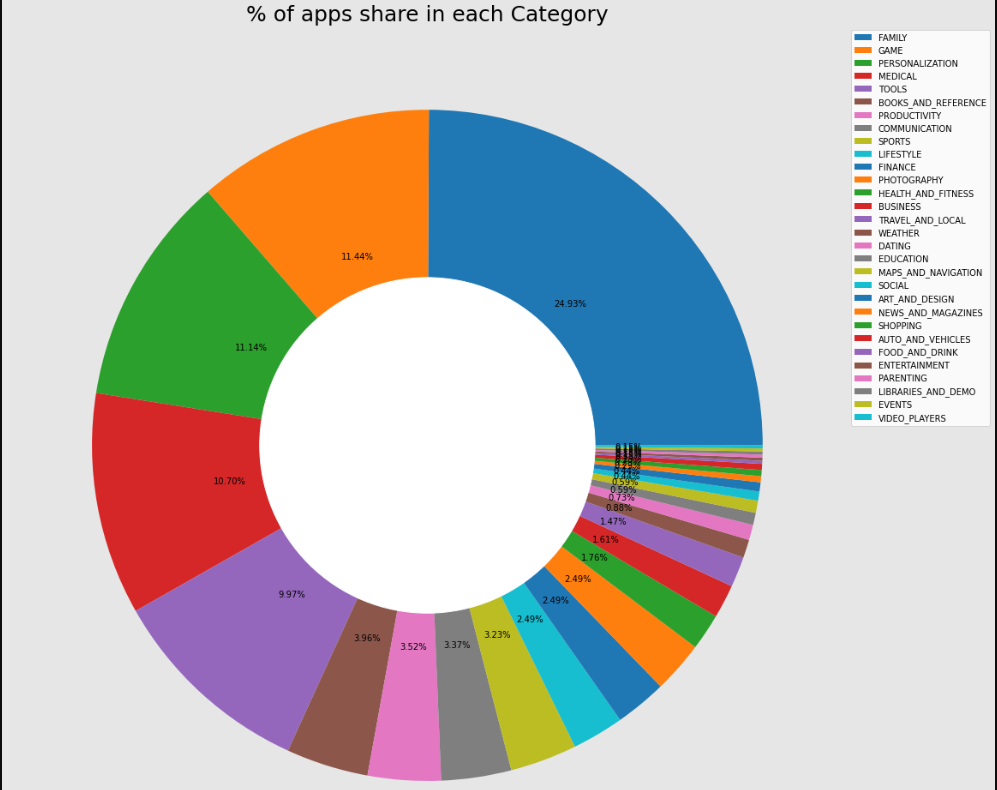 % of apps share in each Category
FAMILY
GAME
PERSONALIZATION
MEDICAL
TOOLS
BOOKS_AND_REFERENCE
PRODUCTIVITY
COMMUNICATION
SPORTS
LIFESTYLE
FINANCE
PHOTOGRAPHY
HEALTH_AND_FITNESS
BUSINESS
TRAVEL_AND_LOCAL
WEATHER
DATING
EDUCATION
MAPS_AND_NAVIGATION
SOCIAL
ART_AND_DESIGN
NEWS_AND_MAGAZINES
SHOPPING
AUTO_AND_VEHICLES
FOOD_AND_DRINK
ENTERTAINMENT
PARENTING
LIBRARIES_AND_DEMO
EVENTS
VIDEO_PLAYERS
24.93%
11.44%
11.14%
10.70%
9.97%
3.96%
3.52%
3.37%
3.23%
2.49%
2.49%
2.49%
1.76%
1.61%
1.47%
0.88%
0.73%
0.59%
0.59%
0.15%